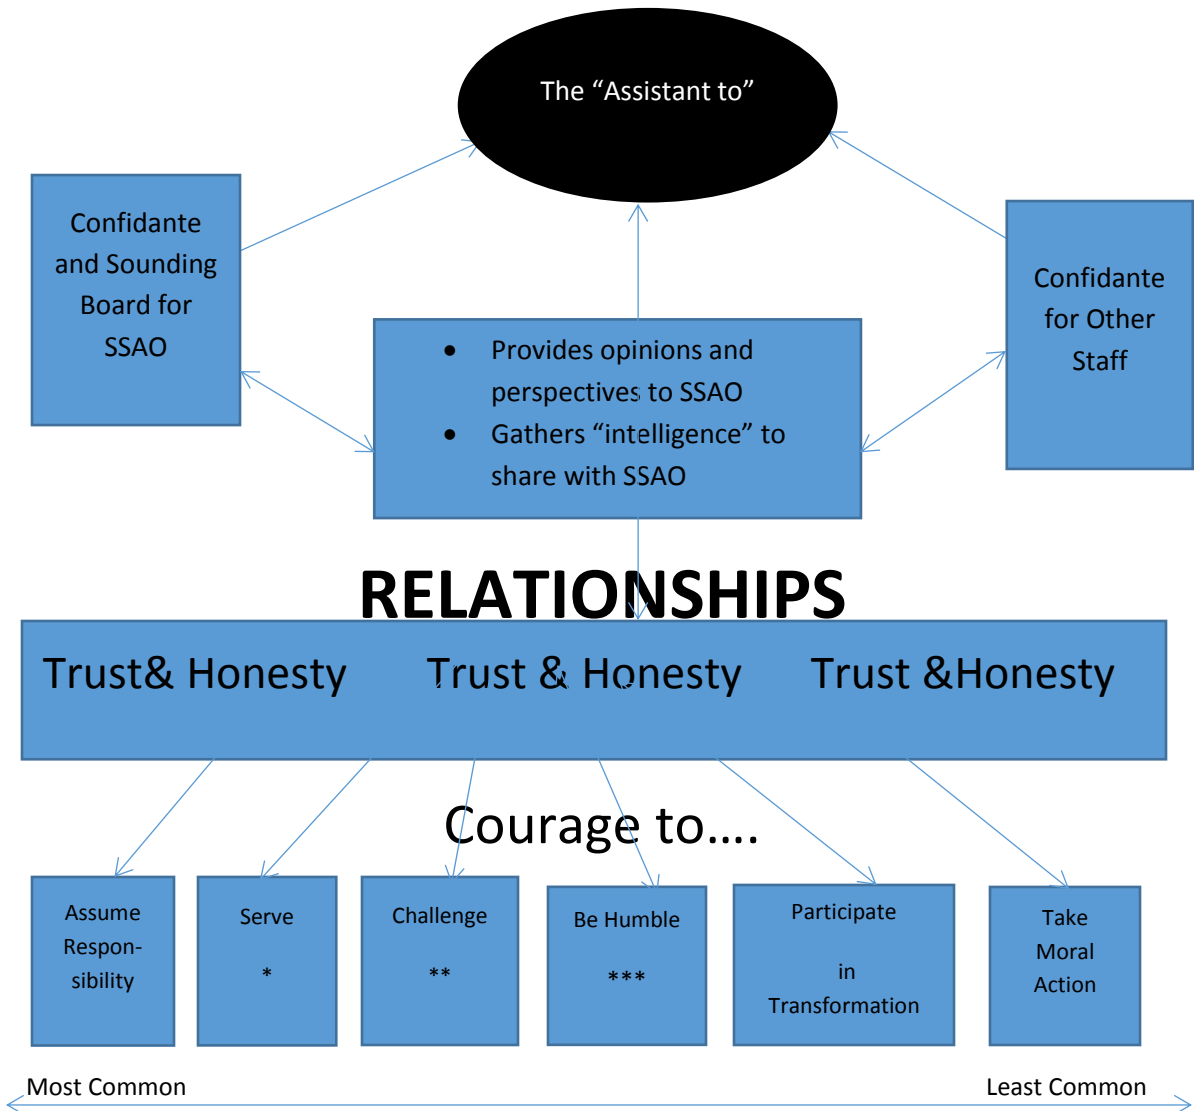 The “Assistant to”
Confidante
and Sounding
Board for
SSAO
Confidante
for Other
Staff
• Provides opinions and
perspectives to SSAO
• Gathers “intelligence” to
share with SSAO
RELATIONSHIPS
Trust& Honesty Trust & Honesty Trust &Honesty
Courage to….
Assume
Respon-
sibility
Serve
*
Challenge
**
Be Humble
***
Participate
in
Transformation
Take
Moral
Action
Most Common
Least Common